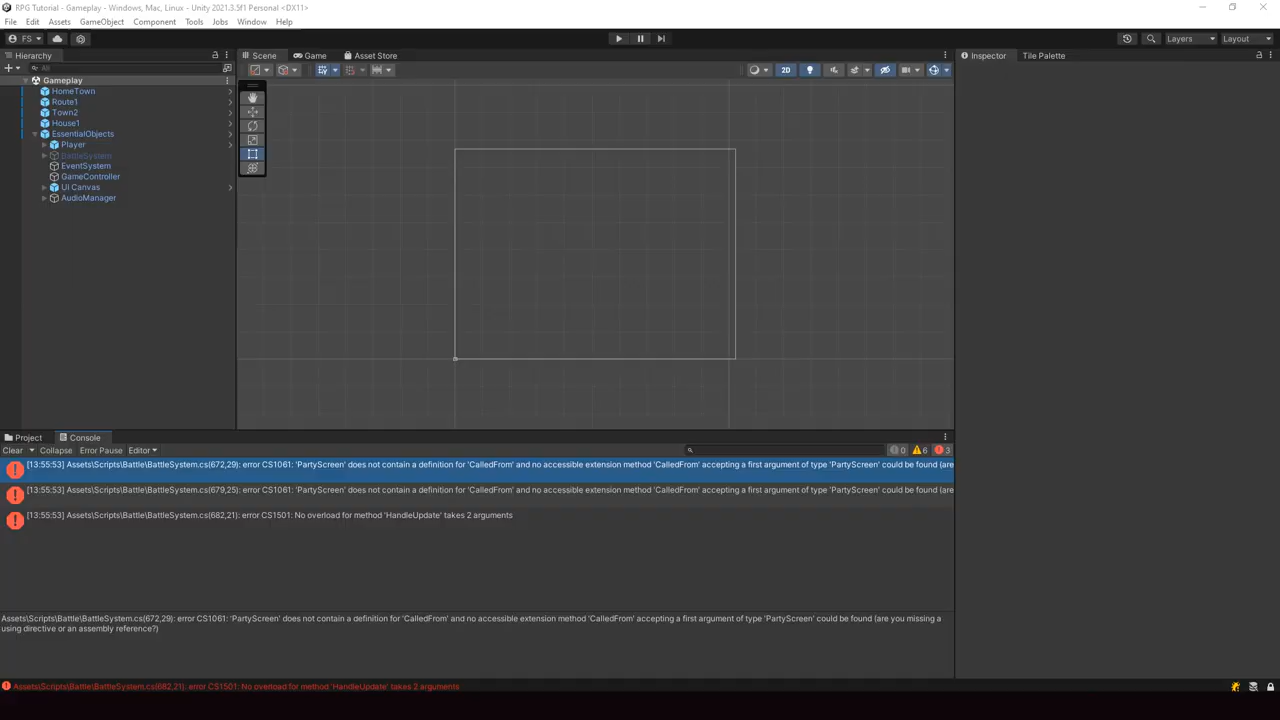 RPG Tutorial - Gameplay - Windows, Mac, Linux - Unity 2021.3.5f1 Personal <DX11>
File Edit Assets GameObject Component Tools Jobs Window Help
FS Layers Layout
Hierarchy Scene Game Asset Store Inspector Tile Palette
All 2D
Gameplay
HomeTown
Route1
Town2
House1
EssentialObjects
Player
BattleSystem
EventSystem
GameController
UI Canvas
AudioManager
Project Console
Clear Collapse Error Pause Editor 0 6 3
[13:55:53] Assets\Scripts\Battle\BattleSystem.cs(672,29): error CS1061: 'PartyScreen' does not contain a definition for 'CalledFrom' and no accessible extension method 'CalledFrom' accepting a first argument of type 'PartyScreen' could be found (are
[13:55:53] Assets\Scripts\Battle\BattleSystem.cs(679,25): error CS1061: 'PartyScreen' does not contain a definition for 'CalledFrom' and no accessible extension method 'CalledFrom' accepting a first argument of type 'PartyScreen' could be found (are
[13:55:53] Assets\Scripts\Battle\BattleSystem.cs(682,21): error CS1501: No overload for method 'HandleUpdate' takes 2 arguments
Assets\Scripts\Battle\BattleSystem.cs(672,29): error CS1061: 'PartyScreen' does not contain a definition for 'CalledFrom' and no accessible extension method 'CalledFrom' accepting a first argument of type 'PartyScreen' could be found (are you missing a
using directive or an assembly reference?)
Assets\Scripts\Battle\BattleSystem.cs(682,21): error CS1501: No overload for method 'HandleUpdate' takes 2 arguments